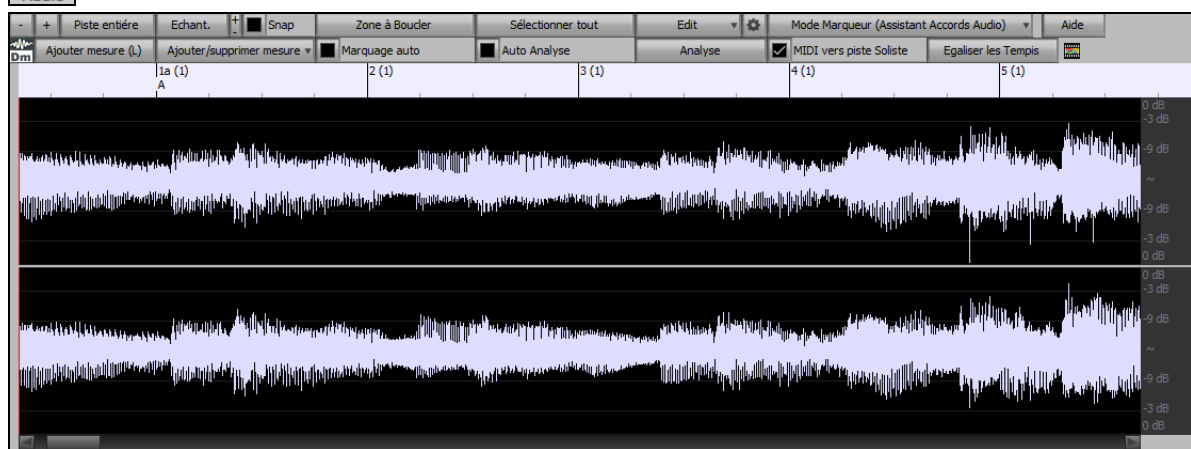 Audio
- + Piste entiére Echant. + - Snap Zone à Boucler Sélectionner tout Edit Mode Marqueur (Assistant Accords Audio) Aide
Dm Ajouter mesure (L) Ajouter/supprimer mesure Marquage auto Auto Analyse Analyse MIDI vers piste Soliste Egaliser les Tempis
1a (1) 2 (1) 3 (1) 4 (1) 5 (1)
A
0 dB
-3 dB
-9 dB
~
-9 dB
-3 dB
0 dB
0 dB
-3 dB
-9 dB
~
-9 dB
-3 dB
0 dB